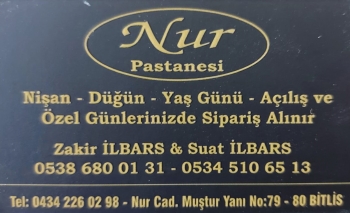 Nur
Pastanesi
Nişan - Düğün - Yaş Günü - Açılış ve
Özel Günlerinizde Sipariş Alınır
Zakir İLBARS & Suat İLBARS
0538 680 01 31 - 0534 510 65 13
Tel: 0434 226 02 98 - Nur Cad. Muştur Yanı No:79 - 80 BİTLİS